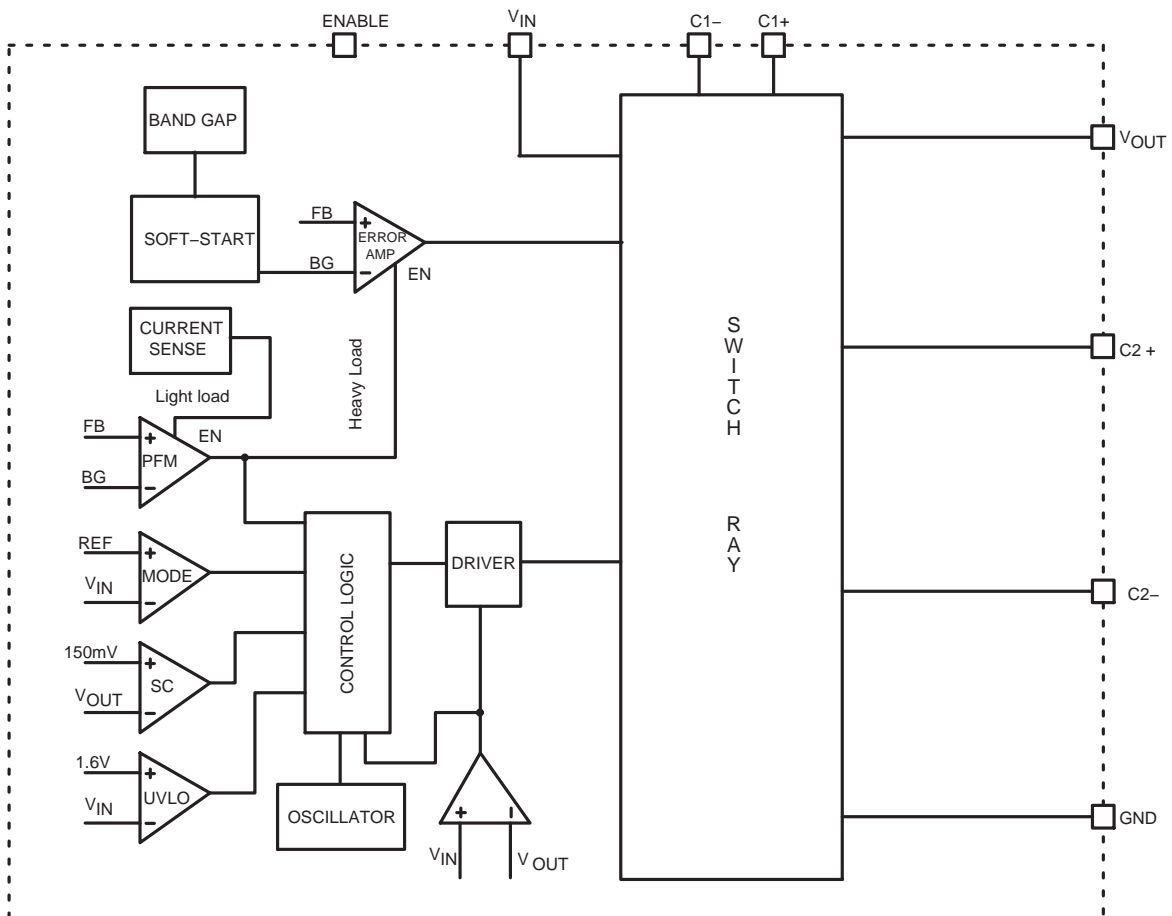 ENABLE
VIN
C1−
C1+
BAND GAP
VOUT
SOFT−START
FB
+
ERROR
AMP
BG
−
EN
CURRENT
SENSE
Light load
Heavy Load
SWITCH
RAY
C2 +
FB
+
EN
PFM
BG
−
REF
+
MODE
VIN
−
CONTROL LOGIC
DRIVER
C2−
150mV
+
SC
VOUT
−
1.6V
+
UVLO
VIN
−
OSCILLATOR
+
−
VIN
V OUT
GND